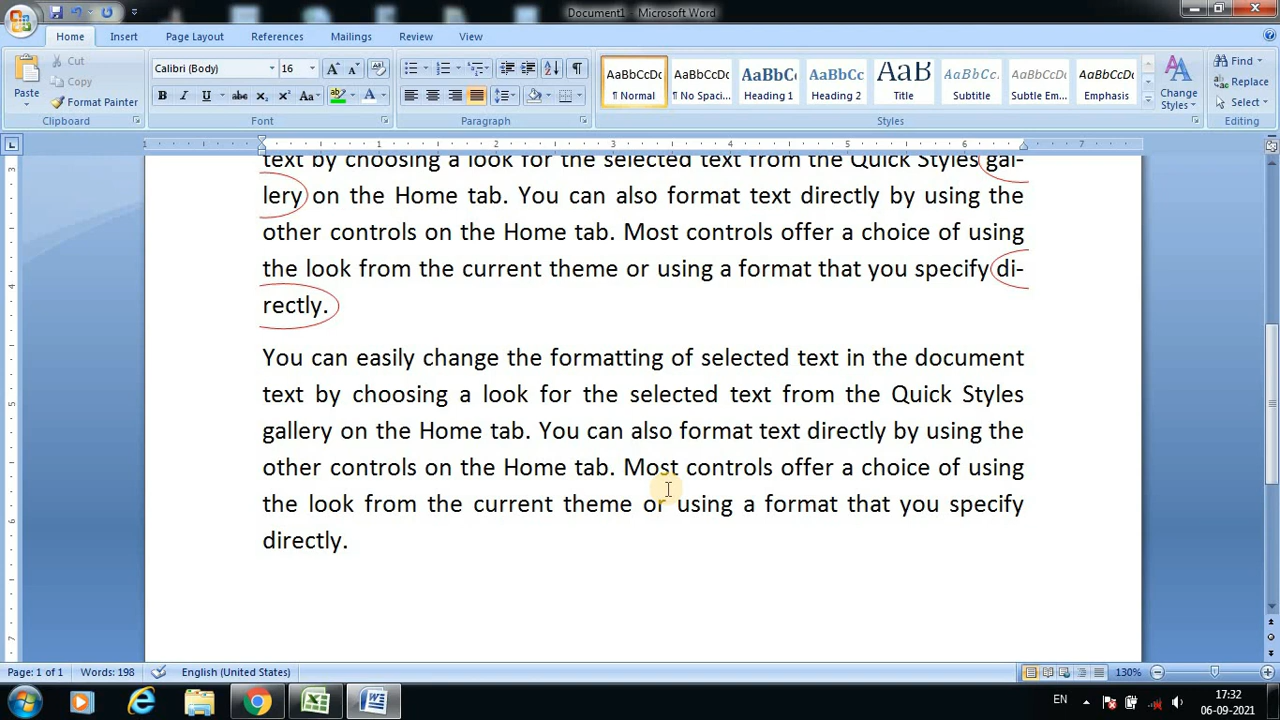 Document1 - Microsoft Word
Home Insert Page Layout References Mailings Review View
Paste
Cut
Copy
Format Painter
Clipboard
Calibri (Body) 16
Font
Paragraph
AaBbCcDc AaBbCcDc AaBbC( AaBbCc AaB AaBbCc. AaBbCcDc AaBbCcDc
¶ Normal ¶ No Spaci... Heading 1 Heading 2 Title Subtitle Subtle Em... Emphasis
Styles
Change
Styles
Find
Replace
Select
Editing
1 1 2 3 4 5 6 7
text by choosing a look for the selected text from the Quick Styles gal-
lery on the Home tab. You can also format text directly by using the
other controls on the Home tab. Most controls offer a choice of using
the look from the current theme or using a format that you specify di-
rectly.
You can easily change the formatting of selected text in the document
text by choosing a look for the selected text from the Quick Styles
gallery on the Home tab. You can also format text directly by using the
other controls on the Home tab. Most controls offer a choice of using
the look from the current theme or using a format that you specify
directly.
Page: 1 of 1 Words: 198 English (United States) 130%
EN
17:32
06-09-2021